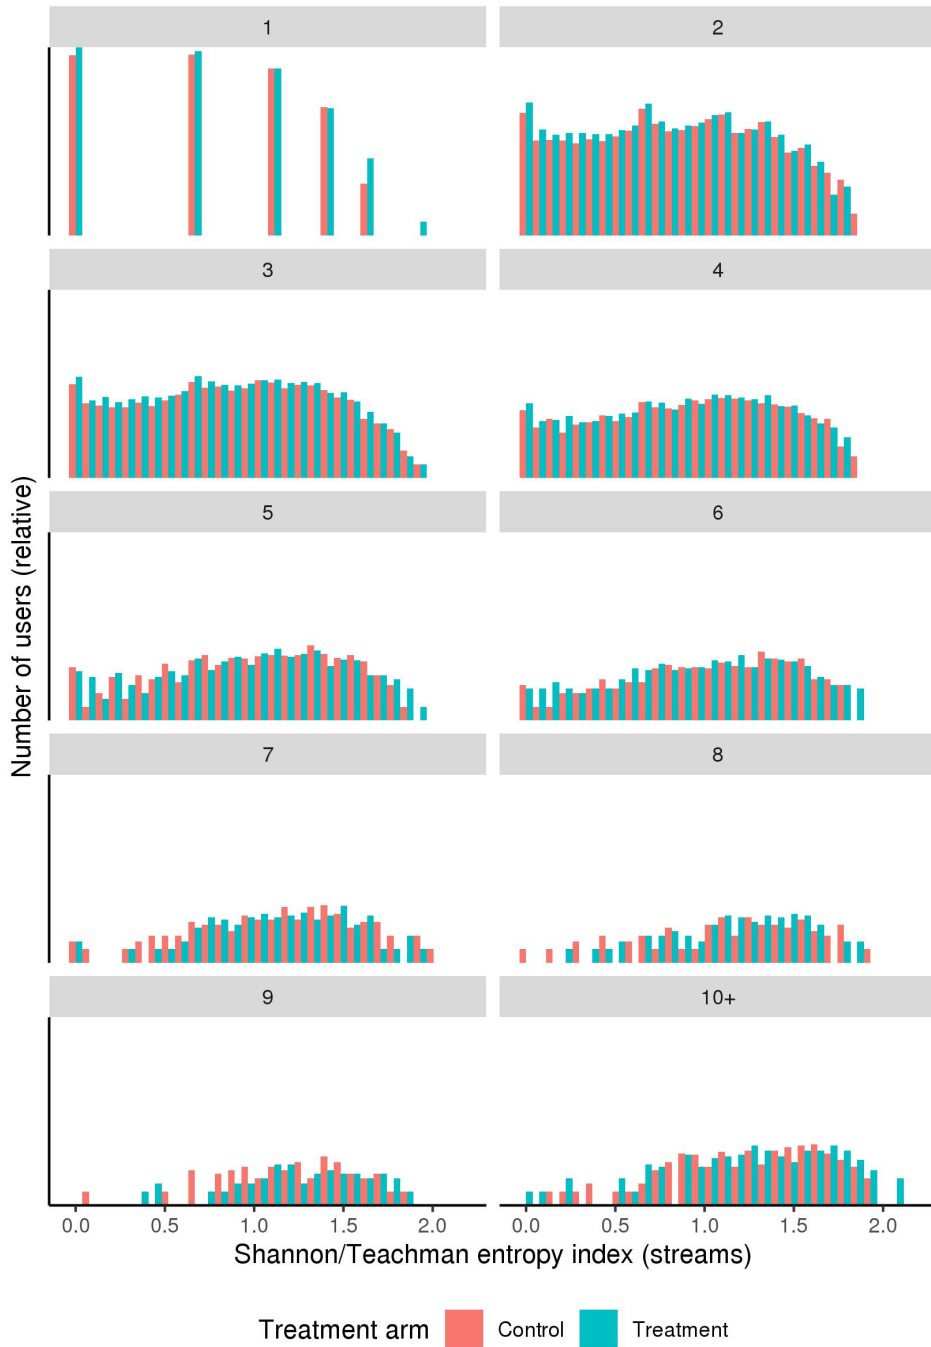 1
2
3
4
5
6
7
8
9
10+
Number of users (relative)
0.0 0.5 1.0 1.5 2.0
0.0 0.5 1.0 1.5 2.0
Shannon/Teachman entropy index (streams)
Treatment arm Control Treatment